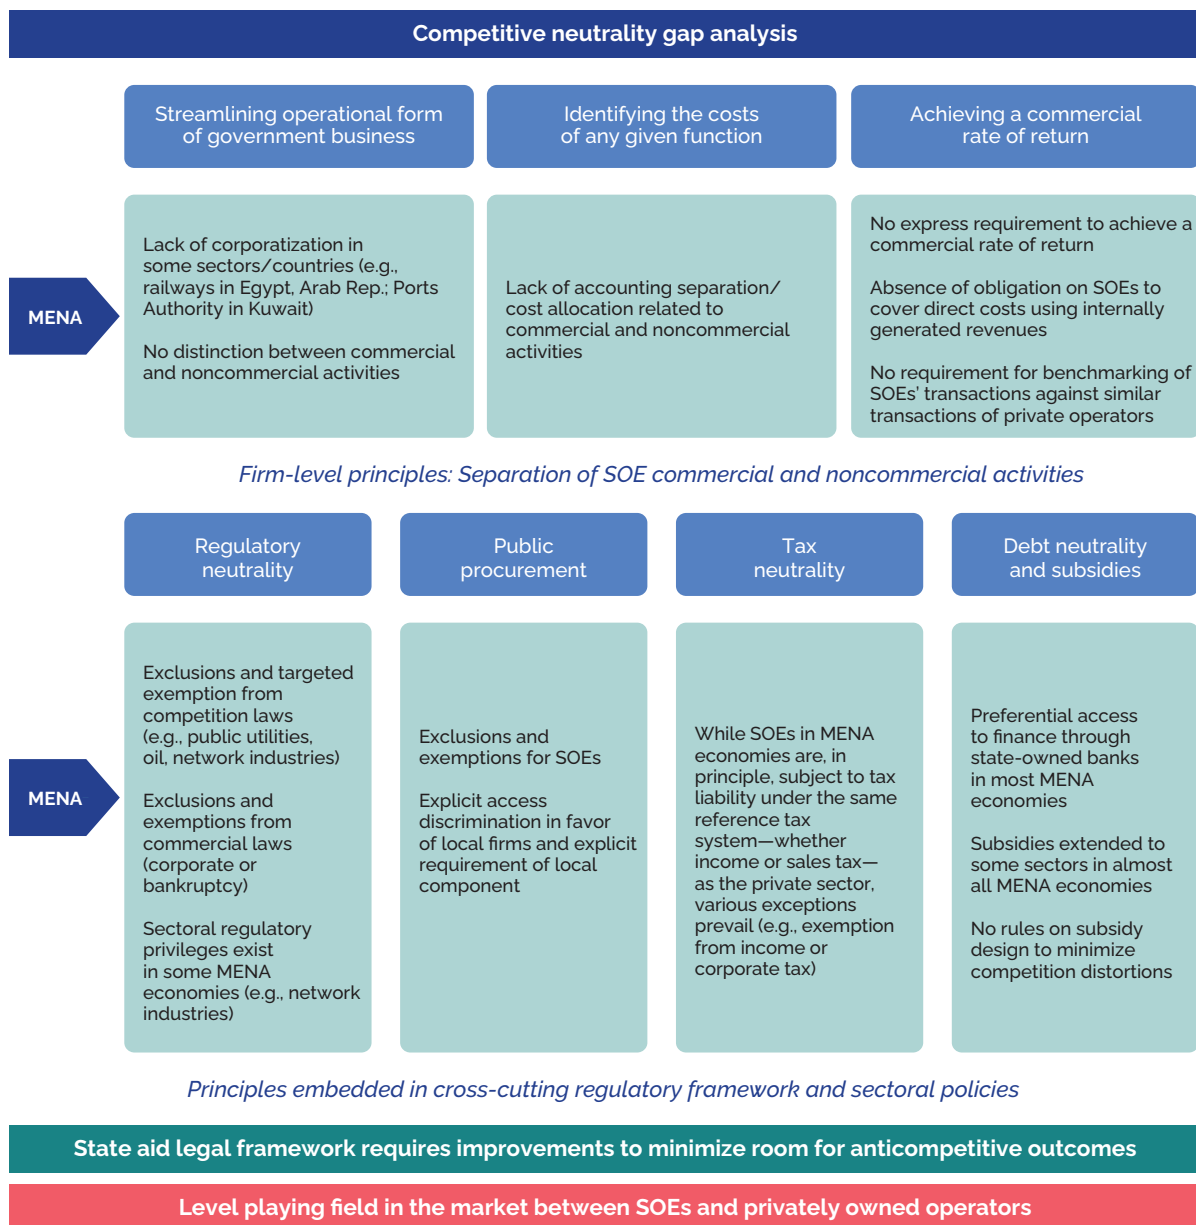 Competitive neutrality gap analysis
Streamlining operational form
of government business
Identifying the costs
of any given function
Achieving a commercial
rate of return
MENA
Lack of corporatization in
some sectors/countries (e.g.,
railways in Egypt, Arab Rep.; Ports
Authority in Kuwait)
No distinction between commercial
and noncommercial activities
Lack of accounting separation/
cost allocation related to
commercial and noncommercial
activities
No express requirement to achieve a
commercial rate of return
Absence of obligation on SOEs to
cover direct costs using internally
generated revenues
No requirement for benchmarking of
SOEs’ transactions against similar
transactions of private operators
Firm-level principles: Separation of SOE commercial and noncommercial activities
Regulatory
neutrality
Public
procurement
Tax
neutrality
Debt neutrality
and subsidies
MENA
Exclusions and targeted
exemption from
competition laws
(e.g., public utilities,
oil, network industries)
Exclusions and
exemptions from
commercial laws
(corporate or
bankruptcy)
Sectoral regulatory
privileges exist
in some MENA
economies (e.g., network
industries)
Exclusions and
exemptions for SOEs
Explicit access
discrimination in favor
of local firms and explicit
requirement of local
component
While SOEs in MENA
economies are, in
principle, subject to tax
liability under the same
reference tax
system—whether
income or sales tax—
as the private sector,
various exceptions
prevail (e.g., exemption
from income or
corporate tax)
Preferential access
to finance through
state-owned banks
in most MENA
economies
Subsidies extended to
some sectors in almost
all MENA economies
No rules on subsidy
design to minimize
competition distortions
Principles embedded in cross-cutting regulatory framework and sectoral policies
State aid legal framework requires improvements to minimize room for anticompetitive outcomes
Level playing field in the market between SOEs and privately owned operators